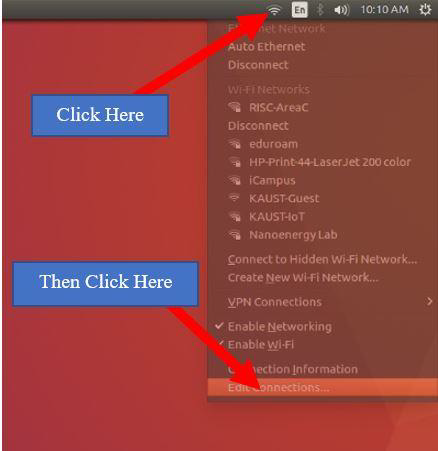 En
10:10 AM
Ethernet Network
Auto Ethernet
Disconnect
Click Here
Wi-Fi Networks
RISC-AreaC
Disconnect
eduroam
HP-Print-44-LaserJet 200 color
iCampus
KAUST-Guest
KAUST-IoT
Nanoenergy Lab
Connect to Hidden Wi-Fi Network...
Create New Wi-Fi Network...
Then Click Here
VPN Connections
Enable Networking
Enable Wi-Fi
Connection Information
Edit Connections...